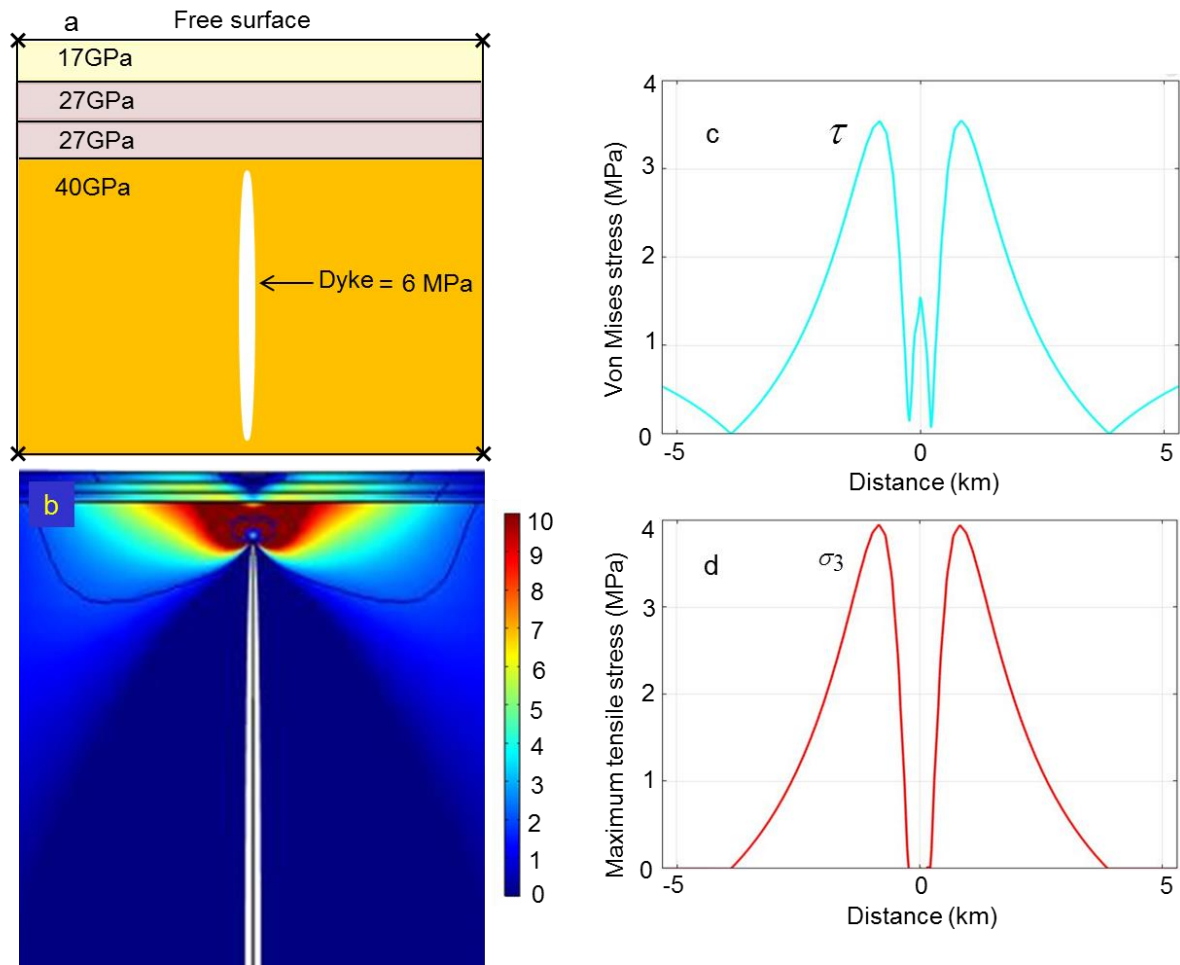 a
Free surface
17GPa
27GPa
27GPa
40GPa
Dyke = 6 MPa
b
10
9
8
7
6
5
4
3
2
1
0
c
τ
Von Mises stress (MPa)
4
3
2
1
0
-5
0
5
Distance (km)
d
σ3
Maximum tensile stress (MPa)
4
3
2
1
0
-5
0
5
Distance (km)